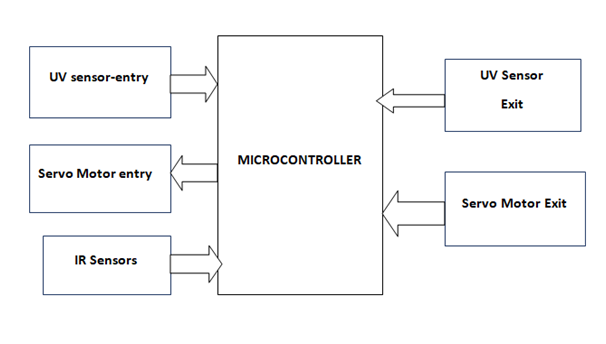 UV sensor-entry
Servo Motor entry
IR Sensors
MICROCONTROLLER
UV Sensor
Exit
Servo Motor Exit